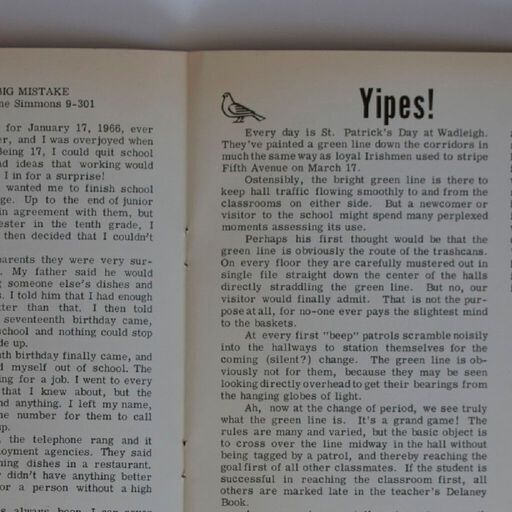 BIG MISTAKE
ne Simmons 9-301
for January 17, 1966, ever
er, and I was overjoyed when
Being 17, I could quit school
nd ideas that working would
I in for a surprise!
wanted me to finish school
ge. Up to the end of junior
in agreement with them, but
ester in the tenth grade, I
then decided that I couldn't
parents they were very sur-
. My father said he would
g someone else's dishes and
s. I told him that I had enough
tter than that. I then told
seventeenth birthday came,
school and nothing could stop
de up.
nth birthday finally came, and
d myself out of school. The
ing for a job. I went to every
that I knew about, but the
nd anything. I left my name,
ne number for them to call
up.
, the telephone rang and it
loyment agencies. They said
hing dishes in a restaurant.
didn't have anything better
or a person without a high
Yipes!
Every day is St. Patrick's Day at Wadleigh.
They've painted a green line down the corridors in
much the same way as loyal Irishmen used to stripe
Fifth Avenue on March 17.
Ostensibly, the bright green line is there to
keep hall traffic flowing smoothly to and from the
classrooms on either side. But a newcomer or
visitor to the school might spend many perplexed
moments assessing its use.
Perhaps his first thought would be that the
green line is obviously the route of the trashcans.
On every floor they are carefully mustered out in
single file straight down the center of the halls
directly straddling the green line. But no, our
visitor would finally admit. That is not the pur-
pose at all, for no-one ever pays the slightest mind
to the baskets.
At every first "beep" patrols scramble noisily
into the hallways to station themselves for the
coming (silent?) change. The green line is ob-
viously not for them, because they may be seen
looking directly overhead to get their bearings from
the hanging globes of light.
Ah, now at the change of period, we see truly
what the green line is. It's a grand game! The
rules are many and varied, but the basic object is
to cross over the line midway in the hall without
being tagged by a patrol, and thereby reaching the
goal first of all other classmates. If the student is
successful in reaching the classroom first, all
others are marked late in the teacher's Delaney
Book.